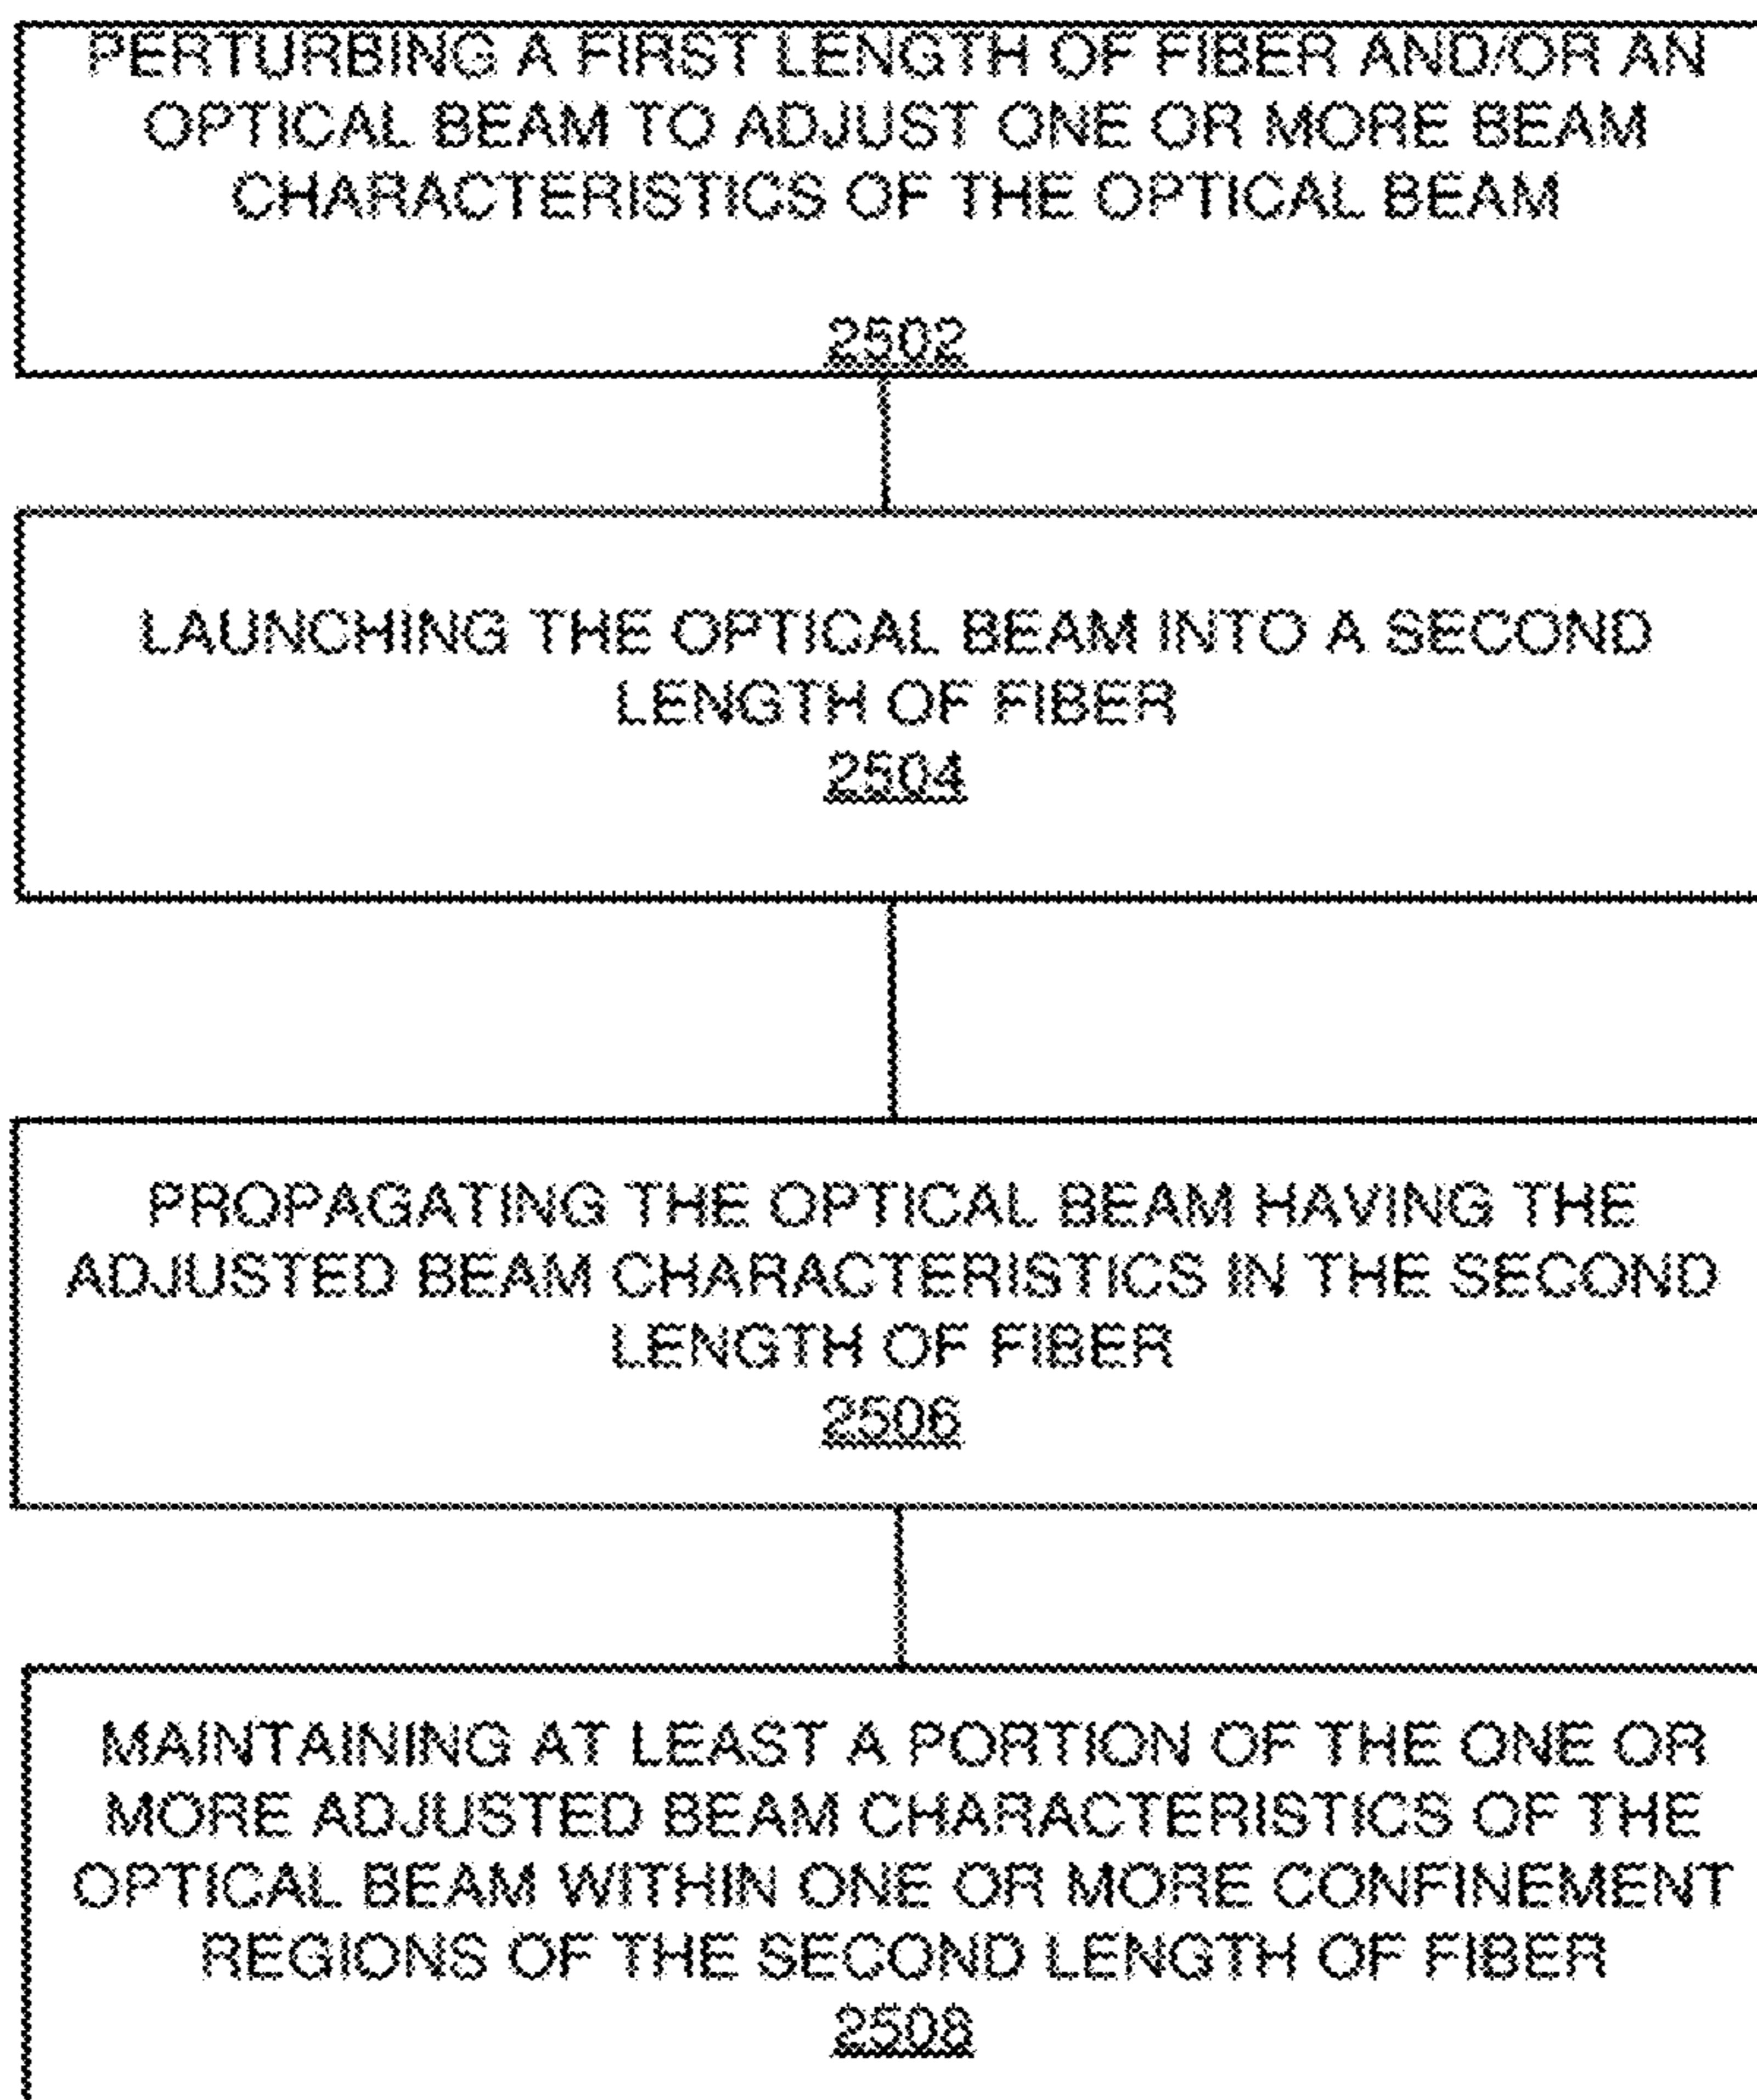 PERTURBING A FIRST LENGTH OF FIBER AND/OR AN
OPTICAL BEAM TO ADJUST ONE OR MORE BEAM
CHARACTERISTICS OF THE OPTICAL BEAM
2502
LAUNCHING THE OPTICAL BEAM INTO A SECOND
LENGTH OF FIBER
2504
PROPAGATING THE OPTICAL BEAM HAVING THE
ADJUSTED BEAM CHARACTERISTICS IN THE SECOND
LENGTH OF FIBER
2506
MAINTAINING AT LEAST A PORTION OF THE ONE OR
MORE ADJUSTED BEAM CHARACTERISTICS OF THE
OPTICAL BEAM WITHIN ONE OR MORE CONFINEMENT
REGIONS OF THE SECOND LENGTH OF FIBER
2508